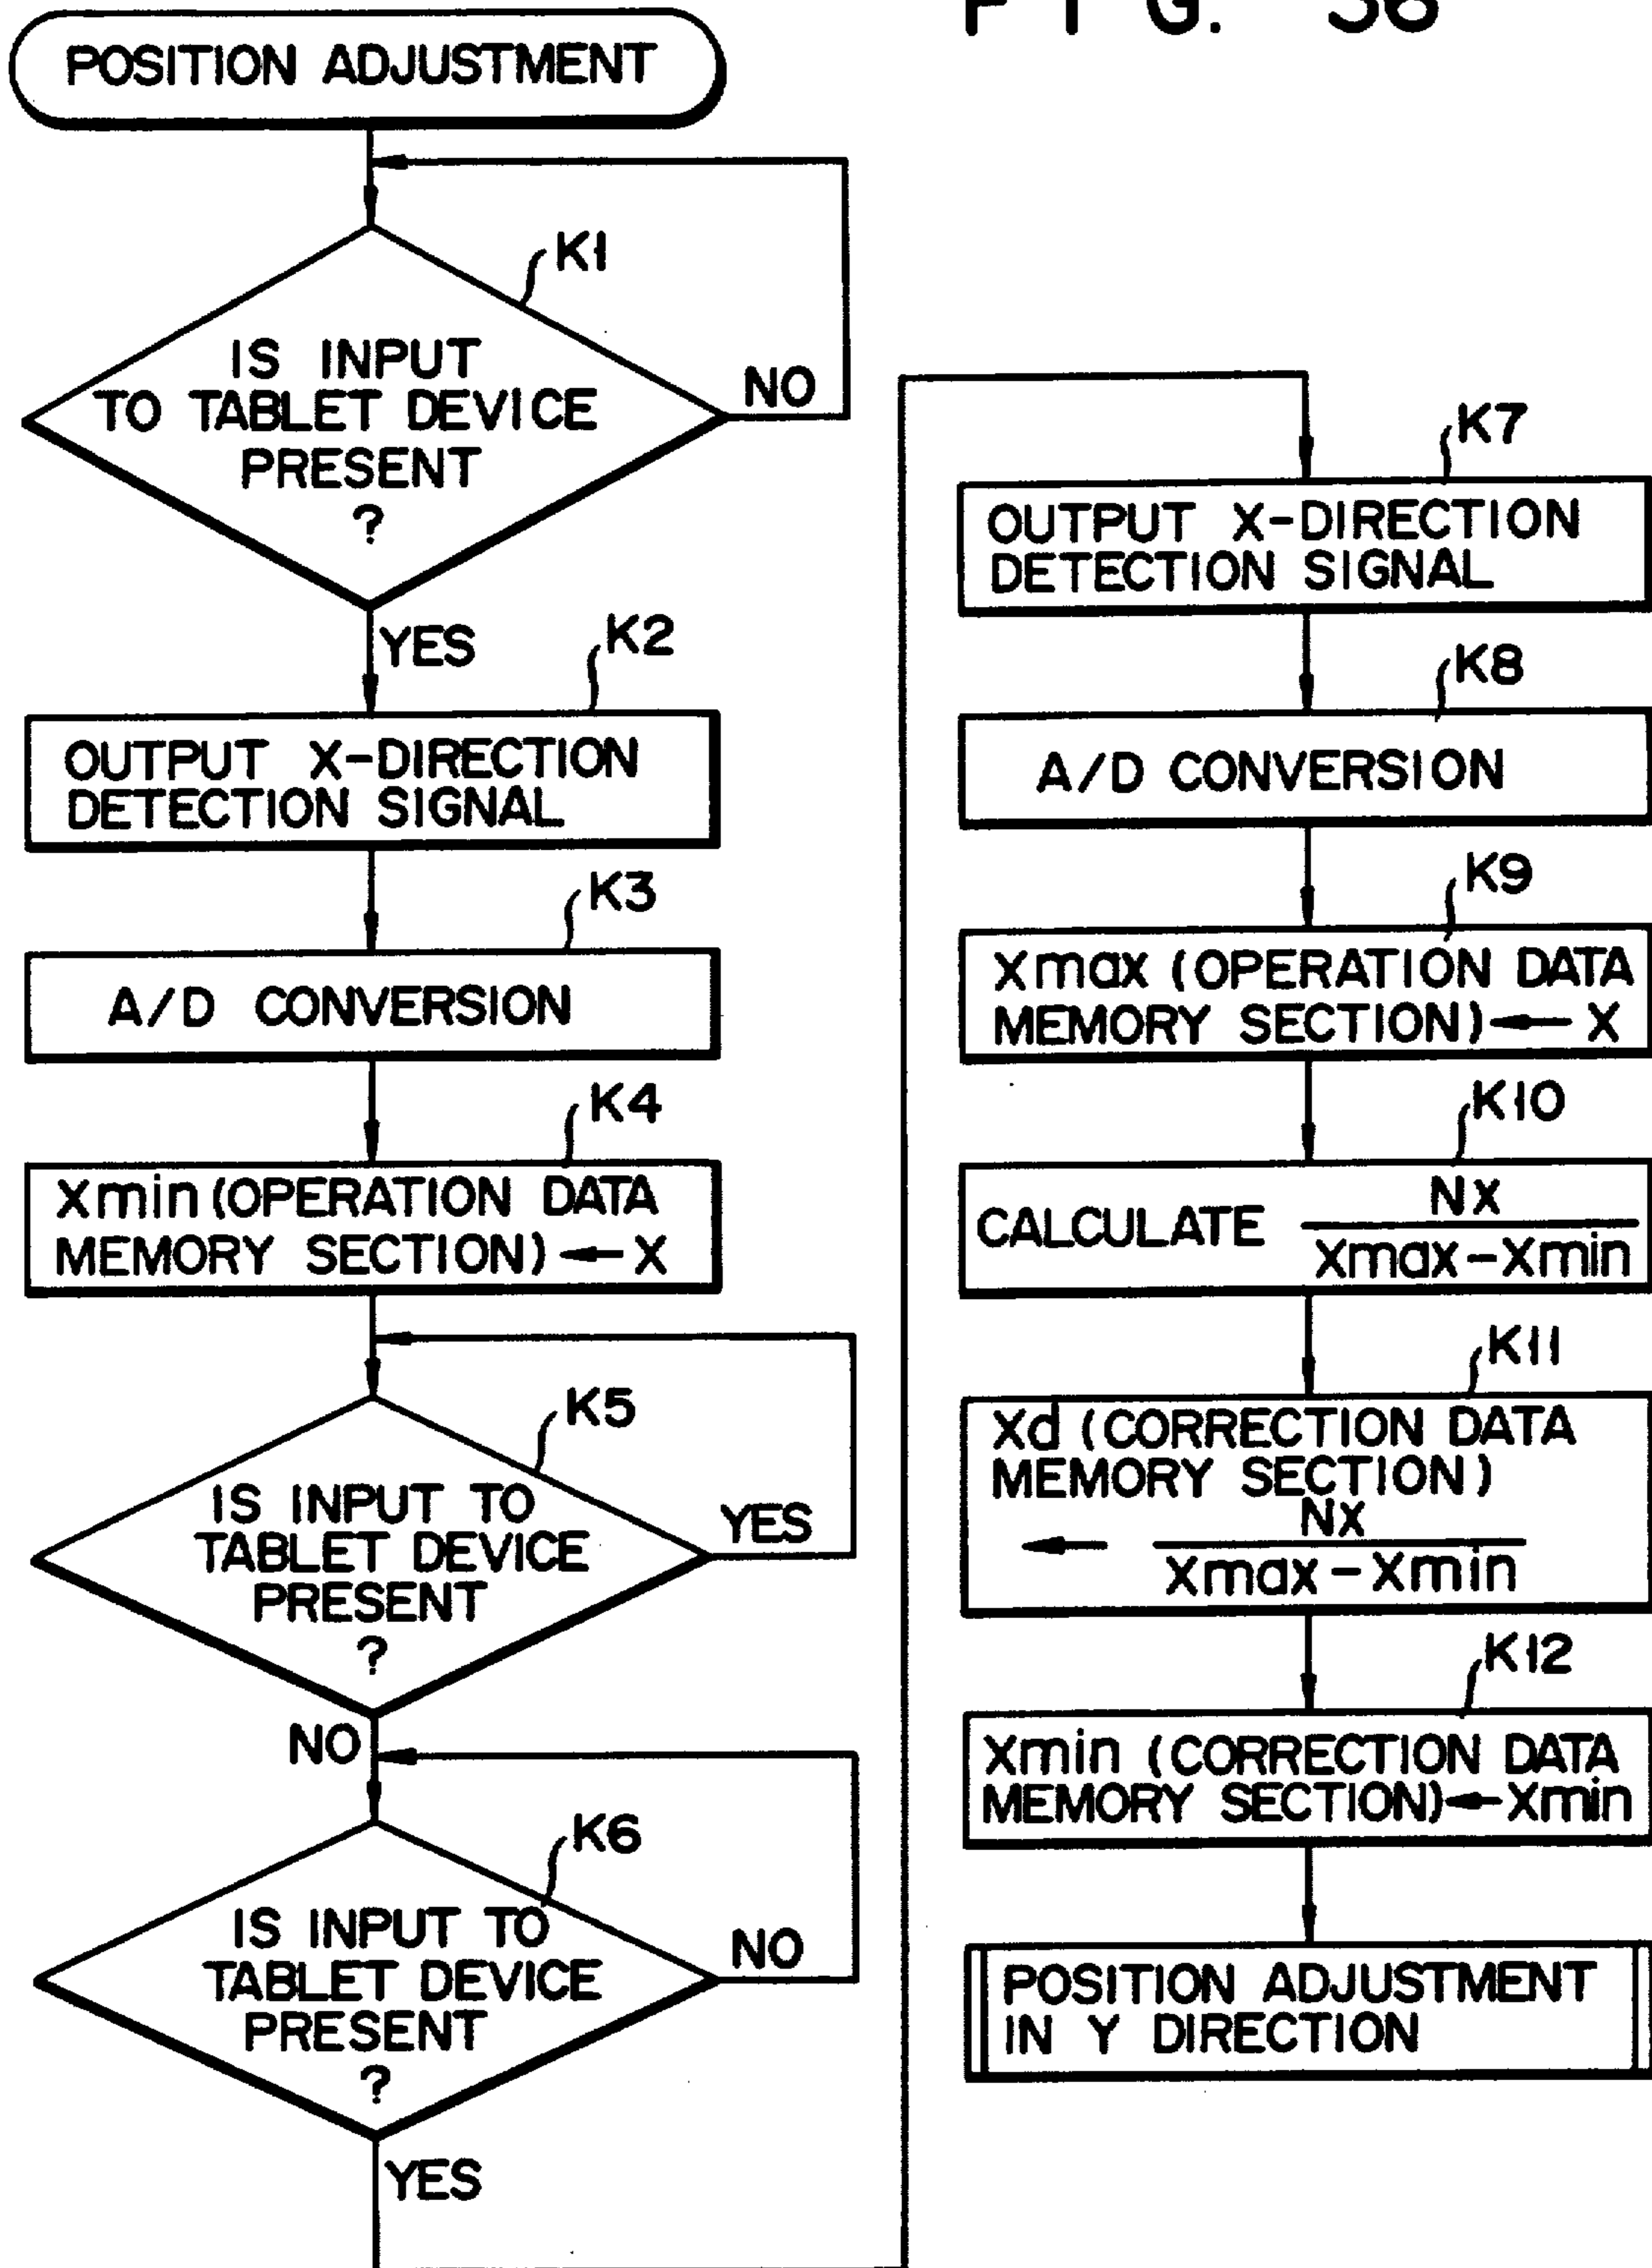 FIG. 36
POSITION ADJUSTMENT
K1
IS INPUT
TO TABLET DEVICE
PRESENT
?
NO
YES
K2
OUTPUT X-DIRECTION
DETECTION SIGNAL
K3
A/D CONVERSION
K4
Xmin (OPERATION DATA
MEMORY SECTION) ← X
K5
IS INPUT TO
TABLET DEVICE
PRESENT
?
YES
NO
K6
IS INPUT TO
TABLET DEVICE
PRESENT
?
NO
YES
K7
OUTPUT X-DIRECTION
DETECTION SIGNAL
K8
A/D CONVERSION
K9
Xmax (OPERATION DATA
MEMORY SECTION) ← X
K10
CALCULATE Nx
Xmax-Xmin
K11
Xd (CORRECTION DATA
MEMORY SECTION)
← Nx
Xmax-Xmin
K12
Xmin (CORRECTION DATA
MEMORY SECTION) ← Xmin
POSITION ADJUSTMENT
IN Y DIRECTION